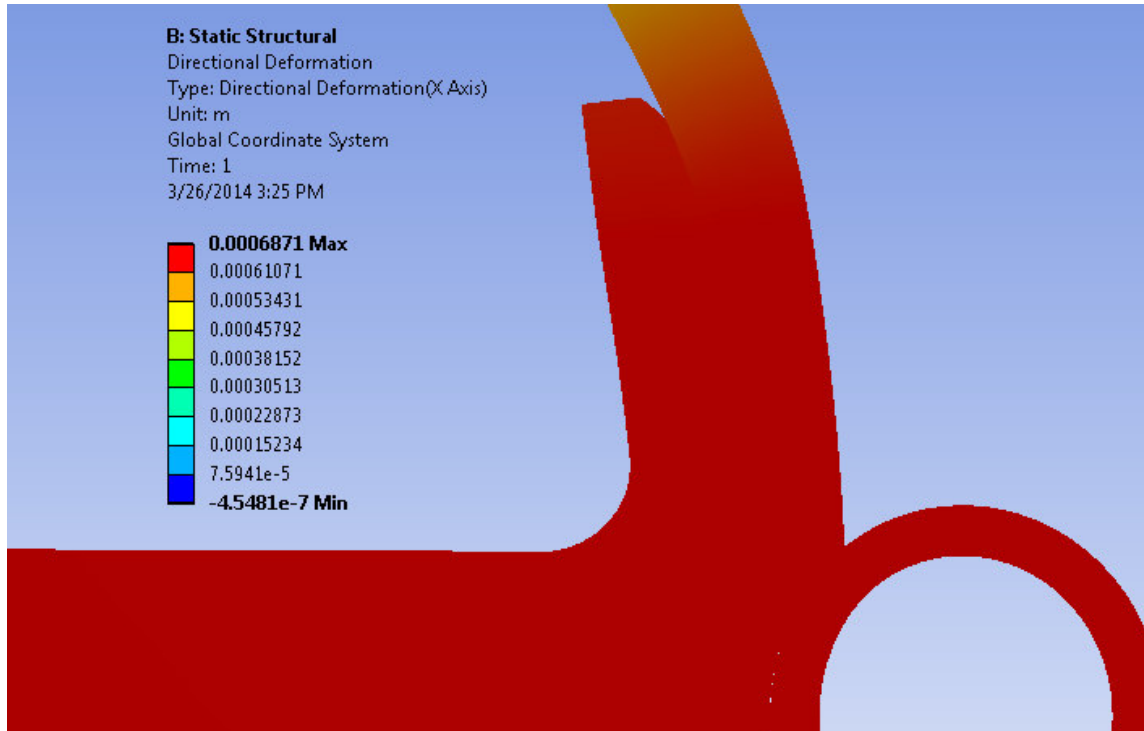 B: Static Structural
Directional Deformation
Type: Directional Deformation(X Axis)
Unit: m
Global Coordinate System
Time: 1
3/26/2014 3:25 PM
0.0006871 Max
0.00061071
0.00053431
0.00045792
0.00038152
0.00030513
0.00022873
0.00015234
7.5941e-5
-4.5481e-7 Min